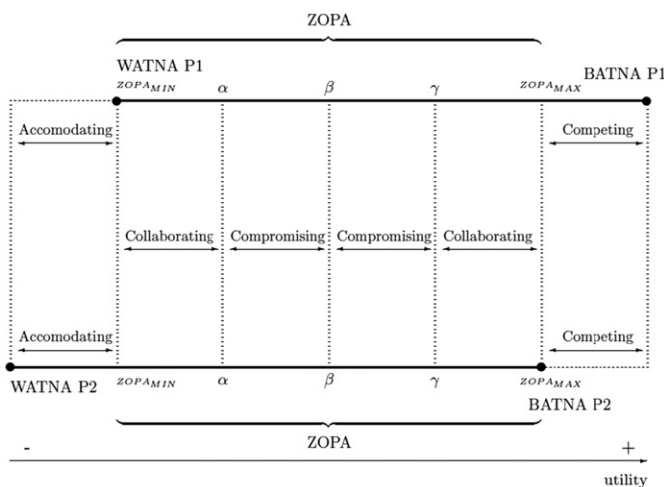 ZOPA
WATNA P1
BATNA P1
ZOPA_MIN α β γ ZOPA_MAX
Accomodating Competing
Collaborating Compromising Compromising Collaborating
Accomodating Competing
WATNA P2 ZOPA_MIN α β γ ZOPA_MAX
BATNA P2
ZOPA
- +
utility